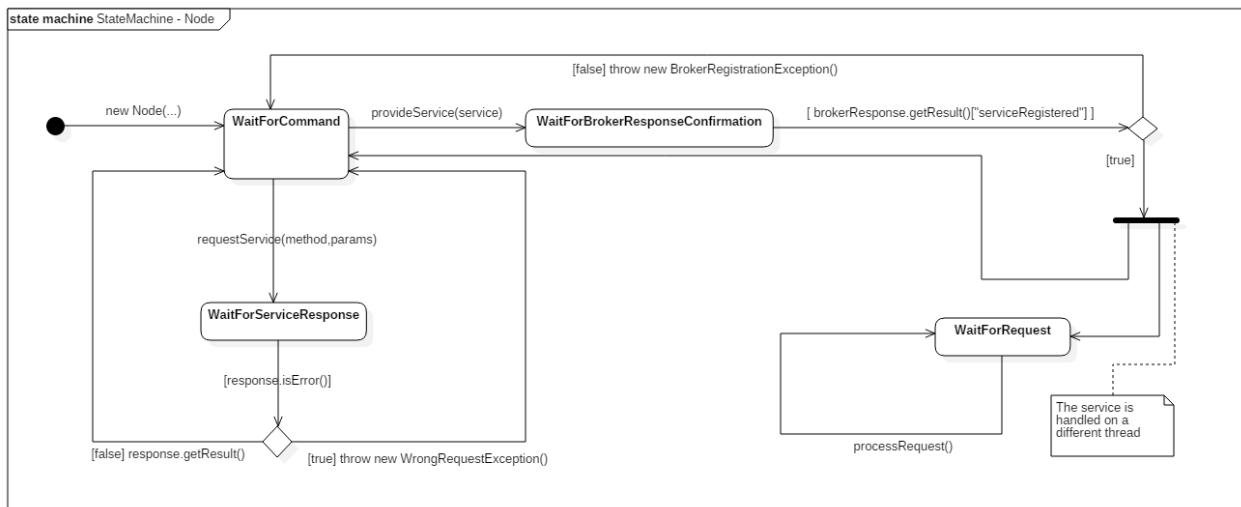 state machine StateMachine - Node
[false] throw new BrokerRegistrationException()
new Node(...)
WaitForCommand
provideService(service)
WaitForBrokerResponseConfirmation
[ brokerResponse.getResult()["serviceRegistered"] ]
[true]
requestService(method,params)
WaitForServiceResponse
WaitForRequest
[response.isError()]
The service is
handled on a
different thread
processRequest()
[false] response.getResult()
[true] throw new WrongRequestException()